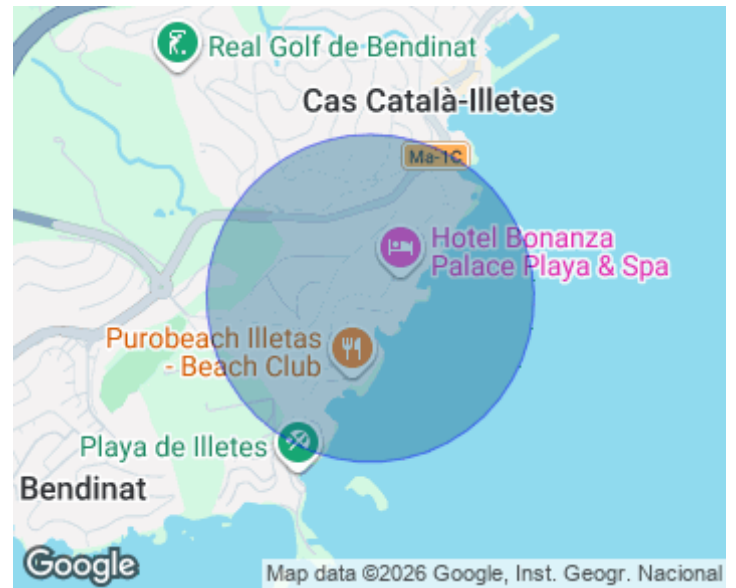 Real Golf de Bendinat
Cas Català-Illetes
Ma-1C
Hotel Bonanza
Palace Playa & Spa
Purobeach Illetas
- Beach Club
Playa de Illetes
Bendinat
Google
Map data ©2026 Google, Inst. Geogr. Nacional